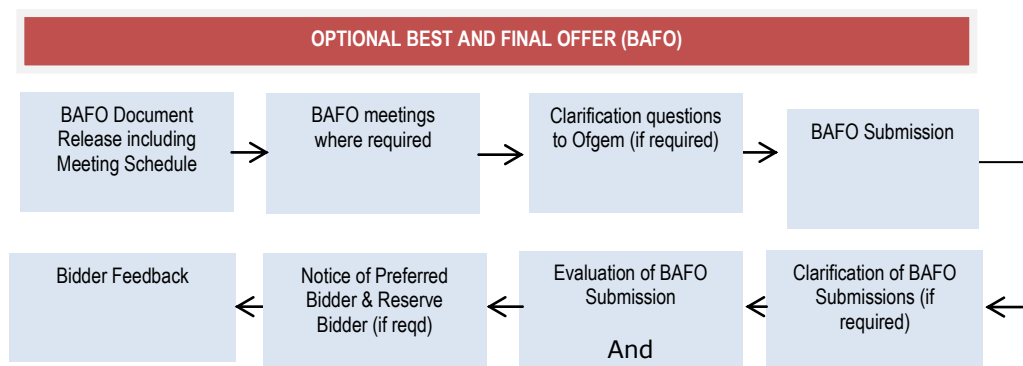 OPTIONAL BEST AND FINAL OFFER (BAFO)
BAFO Document
Release including
Meeting Schedule
BAFO meetings
where required
Clarification questions
to Ofgem (if required)
BAFO Submission
Bidder Feedback
Notice of Preferred
Bidder & Reserve
Bidder (if reqd)
Evaluation of BAFO
Submission
And
Clarification of BAFO
Submissions (if
required)